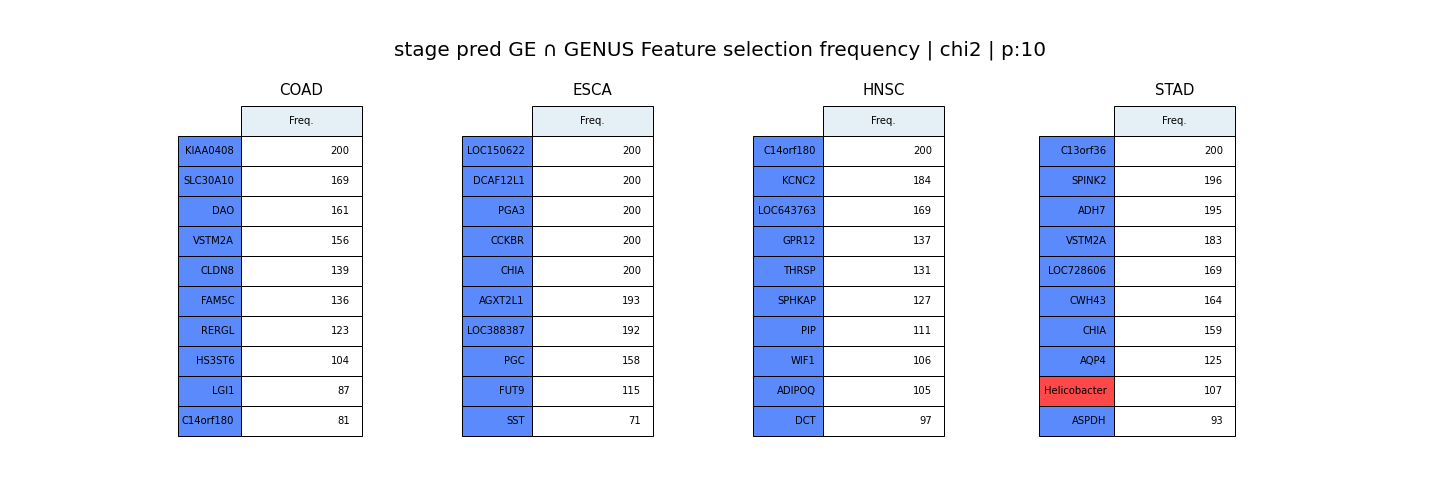 stage pred GE ∩ GENUS Feature selection frequency | chi2 | p:10
COAD
Freq.
KIAA0408 200
SLC30A10 169
DAO 161
VSTM2A 156
CLDN8 139
FAM5C 136
RERGL 123
HS3ST6 104
LGI1 87
C14orf180 81
ESCA
Freq.
LOC150622 200
DCAF12L1 200
PGA3 200
CCKBR 200
CHIA 200
AGXT2L1 193
LOC388387 192
PGC 158
FUT9 115
SST 71
HNSC
Freq.
C14orf180 200
KCNC2 184
LOC643763 169
GPR12 137
THRSP 131
SPHKAP 127
PIP 111
WIF1 106
ADIPOQ 105
DCT 97
STAD
Freq.
C13orf36 200
SPINK2 196
ADH7 195
VSTM2A 183
LOC728606 169
CWH43 164
CHIA 159
AQP4 125
Helicobacter 107
ASPDH 93